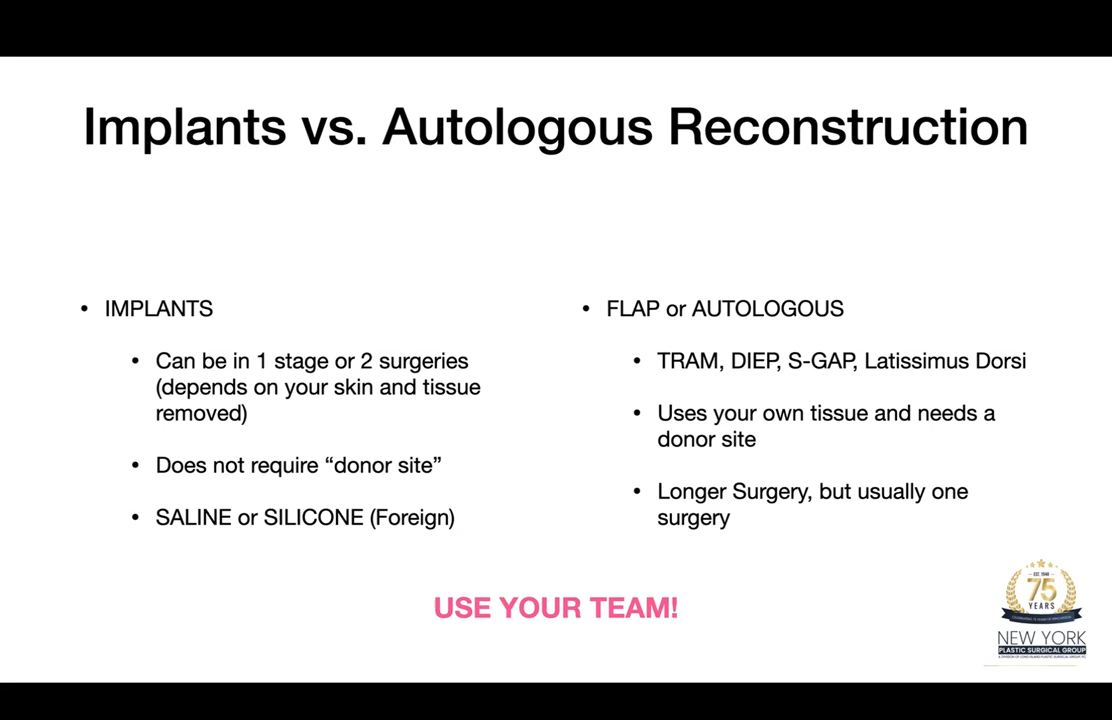 Implants vs. Autologous Reconstruction
• IMPLANTS
• Can be in 1 stage or 2 surgeries
(depends on your skin and tissue
removed)
• Does not require “donor site”
• SALINE or SILICONE (Foreign)
• FLAP or AUTOLOGOUS
• TRAM, DIEP, S-GAP, Latissimus Dorsi
• Uses your own tissue and needs a
donor site
• Longer Surgery, but usually one
surgery
USE YOUR TEAM!
75
YEARS
NEW YORK
PLASTIC SURGICAL GROUP